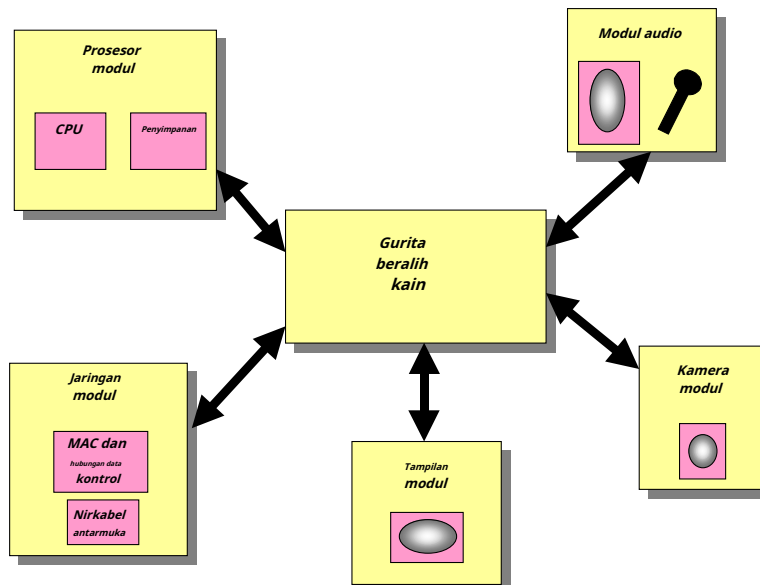 Prosesor
modul
CPU
Penyimpanan
Modul audio
Gurita
beralih
kain
Jaringan
modul
MAC dan
hubungan data
kontrol
Nirkabel
antarmuka
Tampilan
modul
Kamera
modul